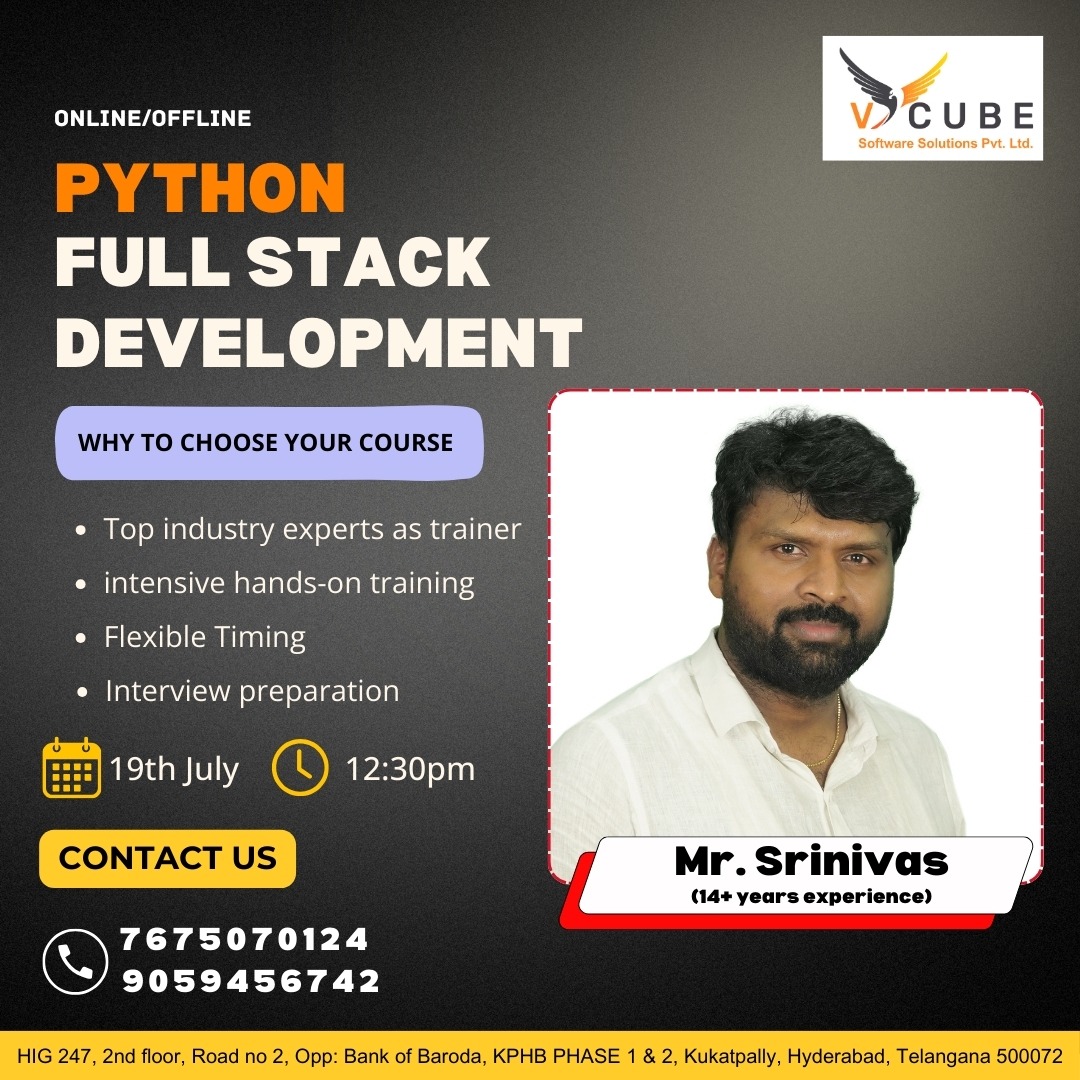 V CUBE
Software Solutions Pvt. Ltd.
ONLINE/OFFLINE
PYTHON
FULL STACK
DEVELOPMENT
WHY TO CHOOSE YOUR COURSE
• Top industry experts as trainer
• intensive hands-on training
• Flexible Timing
• Interview preparation
19th July 12:30pm
CONTACT US
7675070124
9059456742
Mr. Srinivas
(14+ years experience)
HIG 247, 2nd floor, Road no 2, Opp: Bank of Baroda, KPHB PHASE 1 & 2, Kukatpally, Hyderabad, Telangana 500072